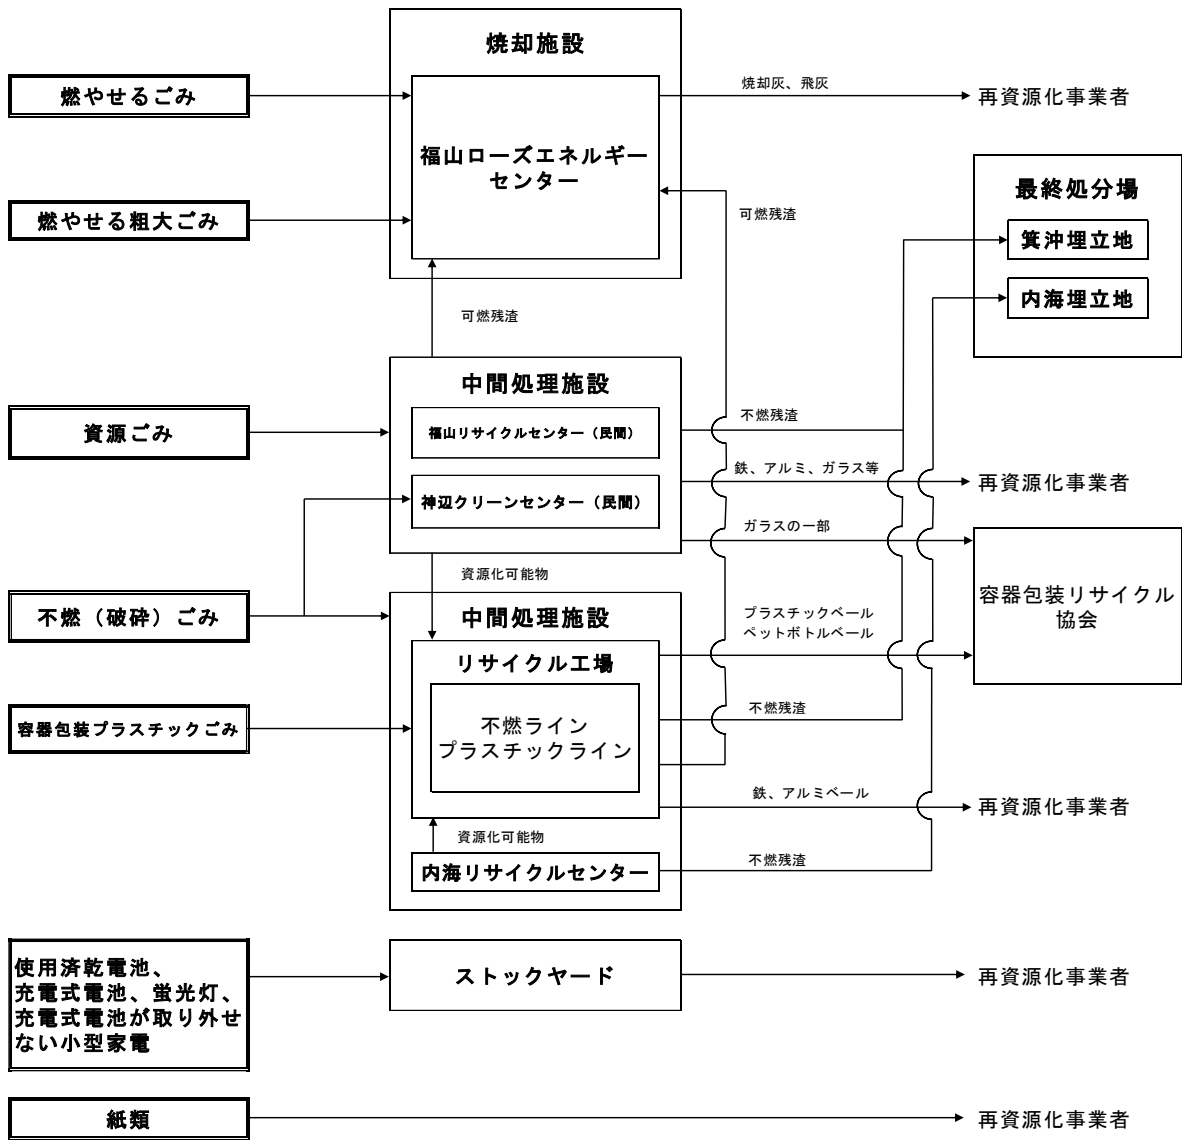 焼却施設
燃やせるごみ
焼却灰、飛灰
再資源化事業者
福山ローズエネルギー
センター
最終処分場
燃やせる粗大ごみ
可燃残渣
箕沖埋立地
内海埋立地
可燃残渣
中間処理施設
資源ごみ
福山リサイクルセンター（民間）
不燃残渣
鉄、アルミ、ガラス等
再資源化事業者
神辺クリーンセンター（民間）
ガラスの一部
資源化可能物
容器包装リサイクル
協会
不燃（破砕）ごみ
中間処理施設
プラスチックベール
ペットボトルベール
リサイクル工場
容器包装プラスチックごみ
不燃ライン
プラスチックライン
不燃残渣
鉄、アルミベール
再資源化事業者
資源化可能物
内海リサイクルセンター
不燃残渣
使用済乾電池、
充電式電池、蛍光灯、
充電式電池が取り外せ
ない小型家電
ストックヤード
再資源化事業者
紙類
再資源化事業者